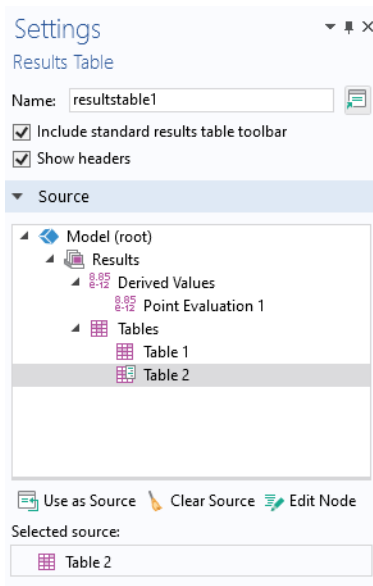 Settings
Results Table
Name: resultstable1
Include standard results table toolbar
Show headers
Source
Model (root)
Results
8.85
e-12 Derived Values
8.85
e-12 Point Evaluation 1
Tables
Table 1
Table 2
Use as Source Clear Source Edit Node
Selected source:
Table 2